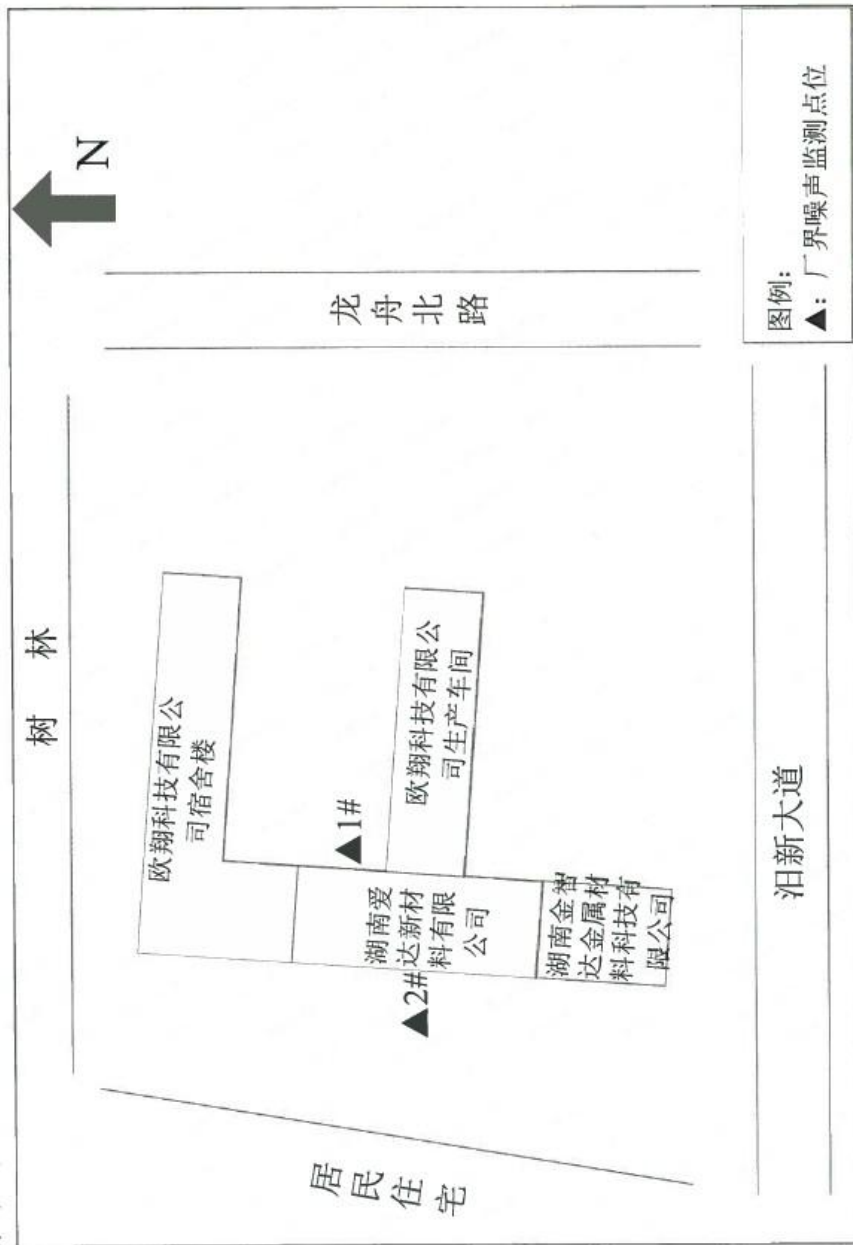 N
树 林
龙
舟
北
路
欧翔科技有限公
司宿舍楼
▲1#
欧翔科技有限公
司生产车间
湖南爱
达新材
料有限
公司
▲2#
湖南金智
达金属材
料科技有
限公司
居
民
住
宅
汨新大道
图例:
▲: 厂界噪声监测点位